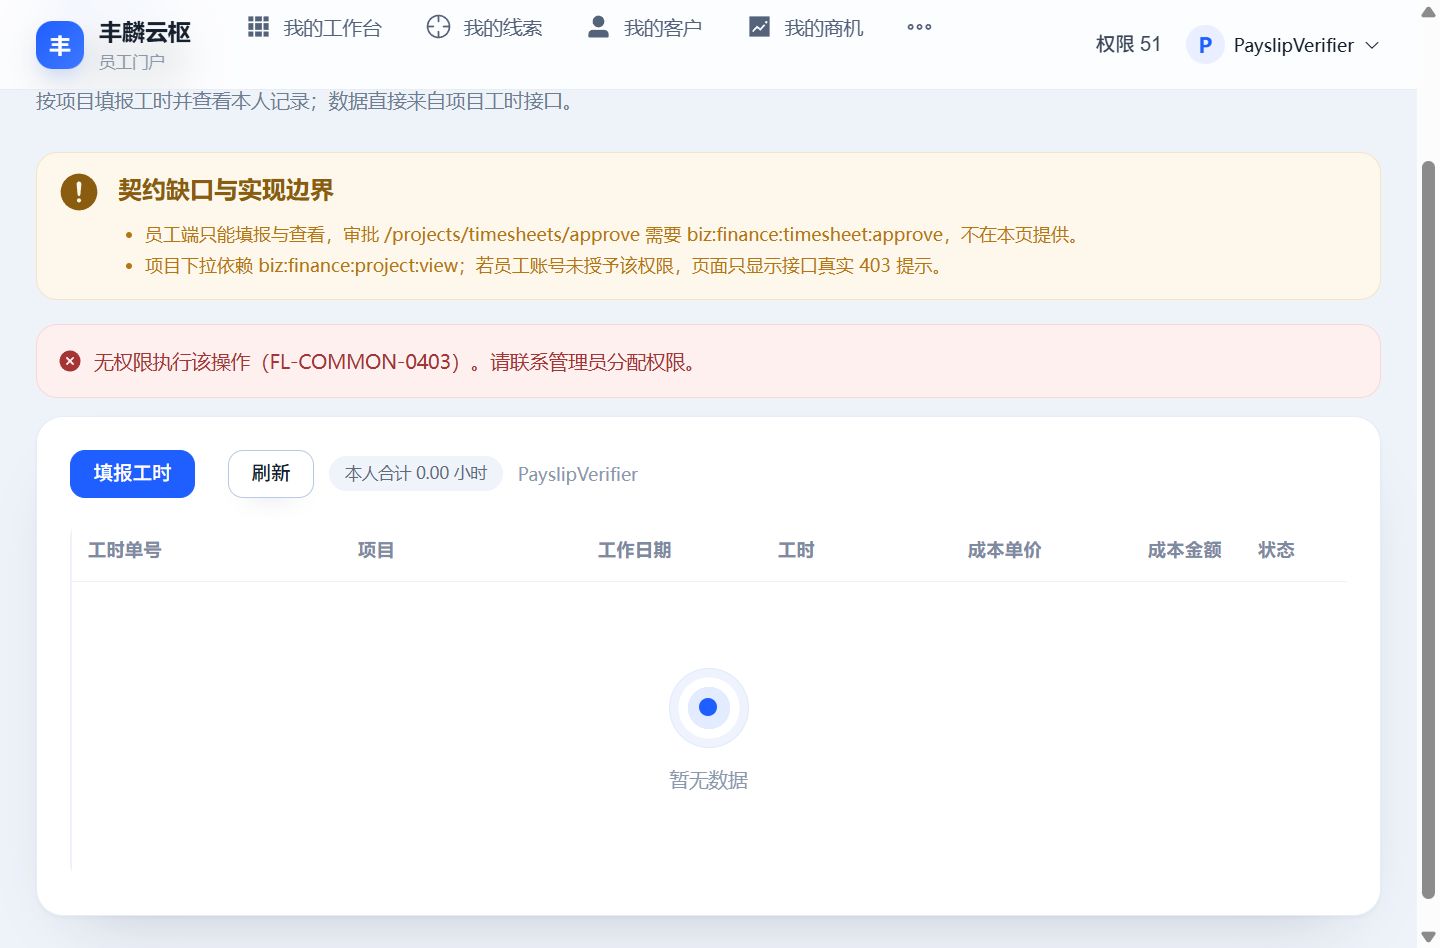 丰
丰麟云枢
员工门户
我的工作台
我的线索
我的客户
我的商机
权限 51
P
PayslipVerifier
按项目填报工时并查看本人记录；数据直接来自项目工时接口。
契约缺口与实现边界
员工端只能填报与查看，审批 /projects/timesheets/approve 需要 biz:finance:timesheet:approve，不在本页提供。
项目下拉依赖 biz:finance:project:view；若员工账号未授予该权限，页面只显示接口真实 403 提示。
无权限执行该操作（FL-COMMON-0403）。请联系管理员分配权限。
填报工时
刷新
本人合计 0.00 小时
PayslipVerifier
工时单号
项目
工作日期
工时
成本单价
成本金额
状态
暂无数据